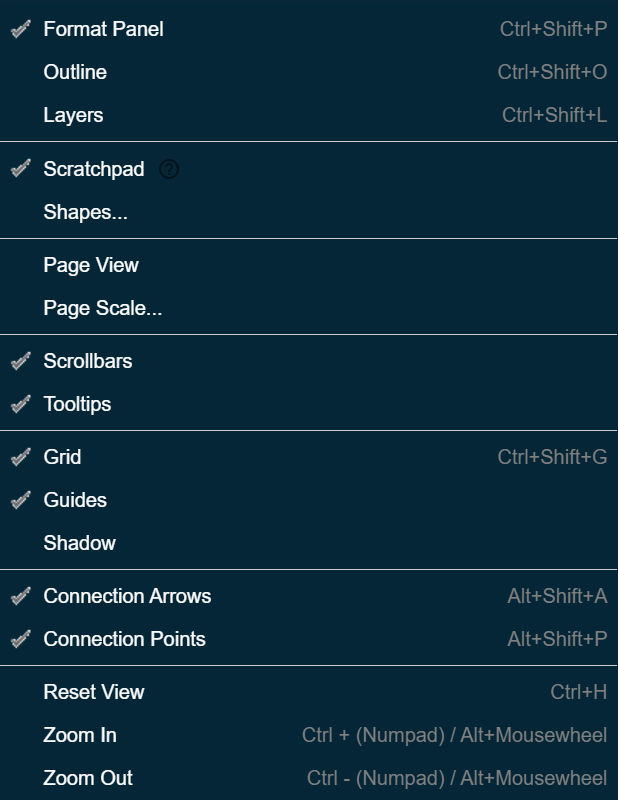 Format Panel Ctrl+Shift+P
Outline Ctrl+Shift+O
Layers Ctrl+Shift+L
Scratchpad ?
Shapes...
Page View
Page Scale...
Scrollbars
Tooltips
Grid Ctrl+Shift+G
Guides
Shadow
Connection Arrows Alt+Shift+A
Connection Points Alt+Shift+P
Reset View Ctrl+H
Zoom In Ctrl + (Numpad) / Alt+Mousewheel
Zoom Out Ctrl - (Numpad) / Alt+Mousewheel